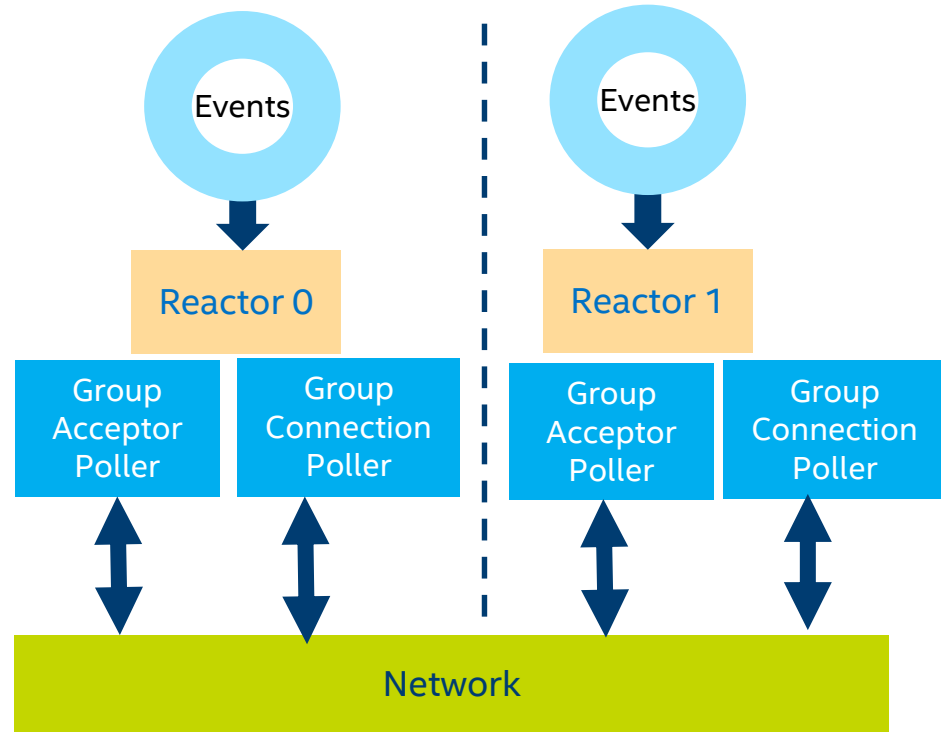 Events
Events
Reactor 0
Reactor 1
Group
Acceptor
Poller
Group
Connection
Poller
Group
Acceptor
Poller
Group
Connection
Poller
Network